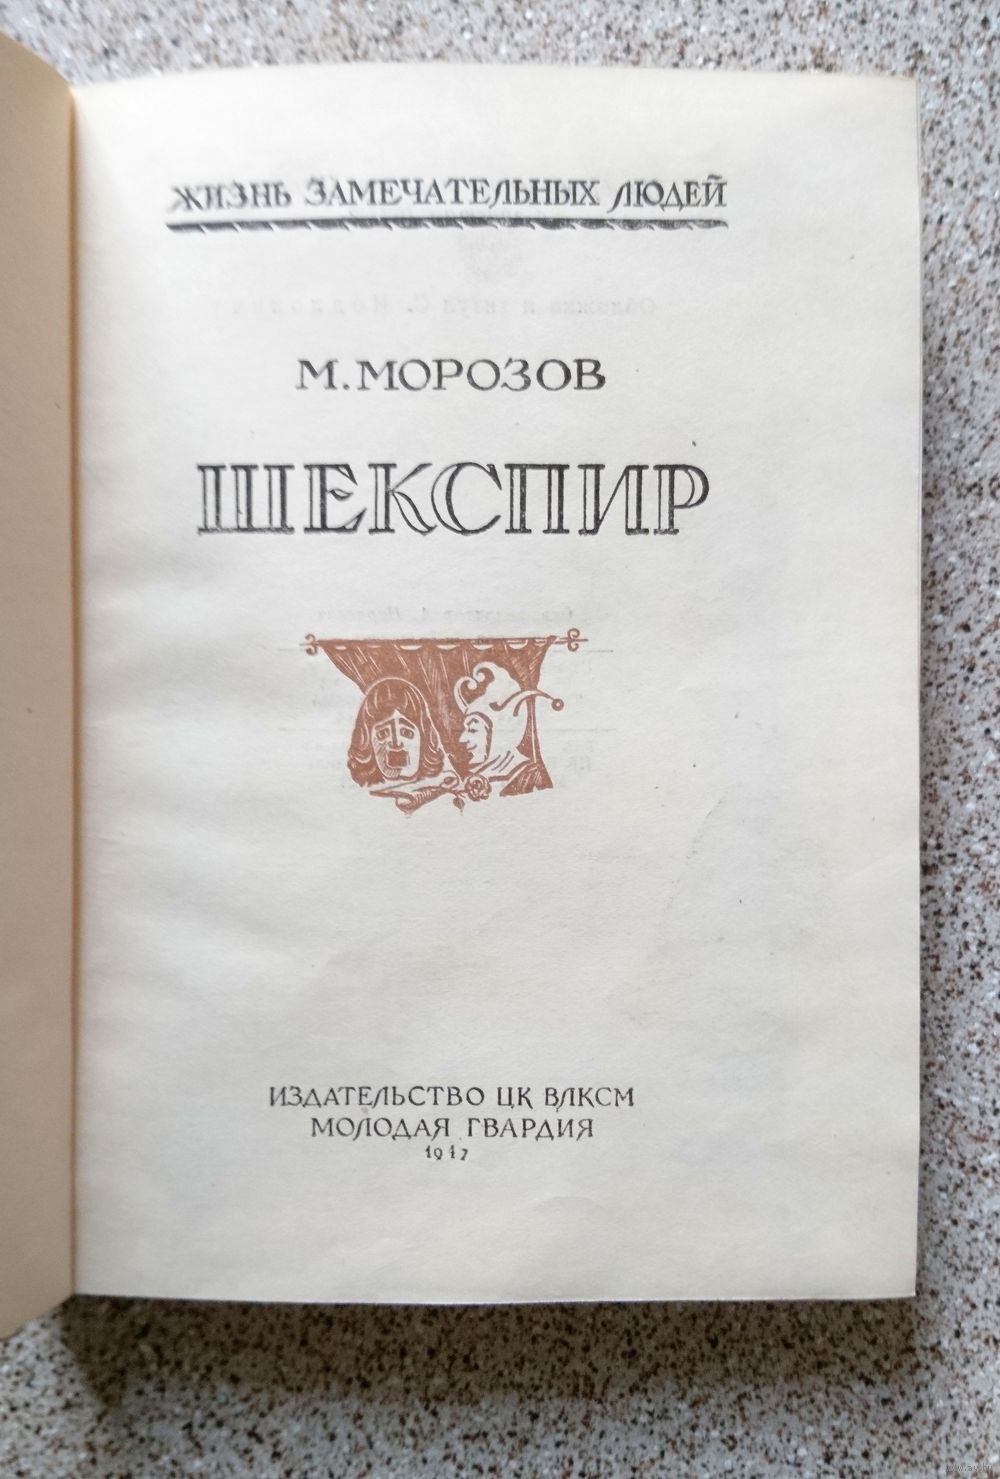 ЖИЗНЬ ЗАМЕЧАТЕЛЬНЫХ ЛЮДЕЙ
М. МОРОЗОВ
ШЕКСПИР
ИЗДАТЕЛЬСТВО ЦК ВЛКСМ
МОЛОДАЯ ГВАРДИЯ
1947